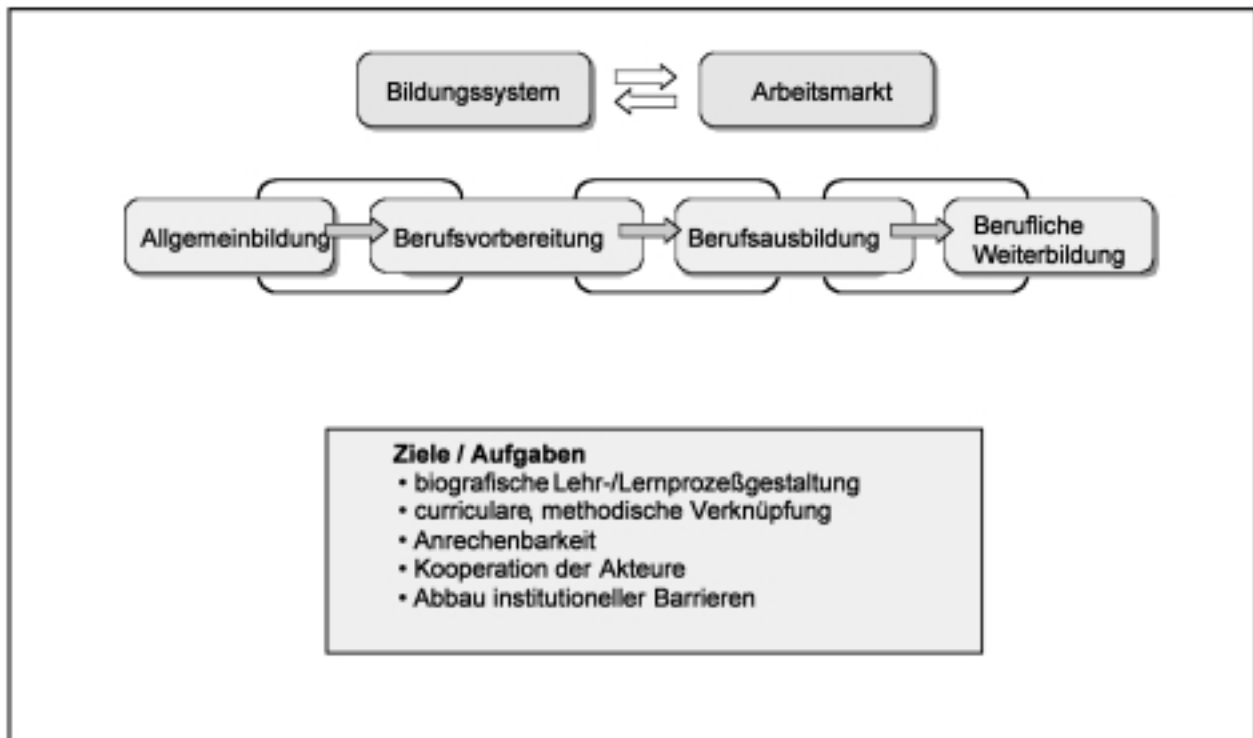 Bildungssystem
Arbeitsmarkt
Allgemeinbildung
Berufsvorbereitung
Berufsausbildung
Berufliche
Weiterbildung
Ziele / Aufgaben
• biografische Lehr-/Lernprozeßgestaltung
• curriculare, methodische Verknüpfung
• Anrechenbarkeit
• Kooperation der Akteure
• Abbau institutioneller Barrieren